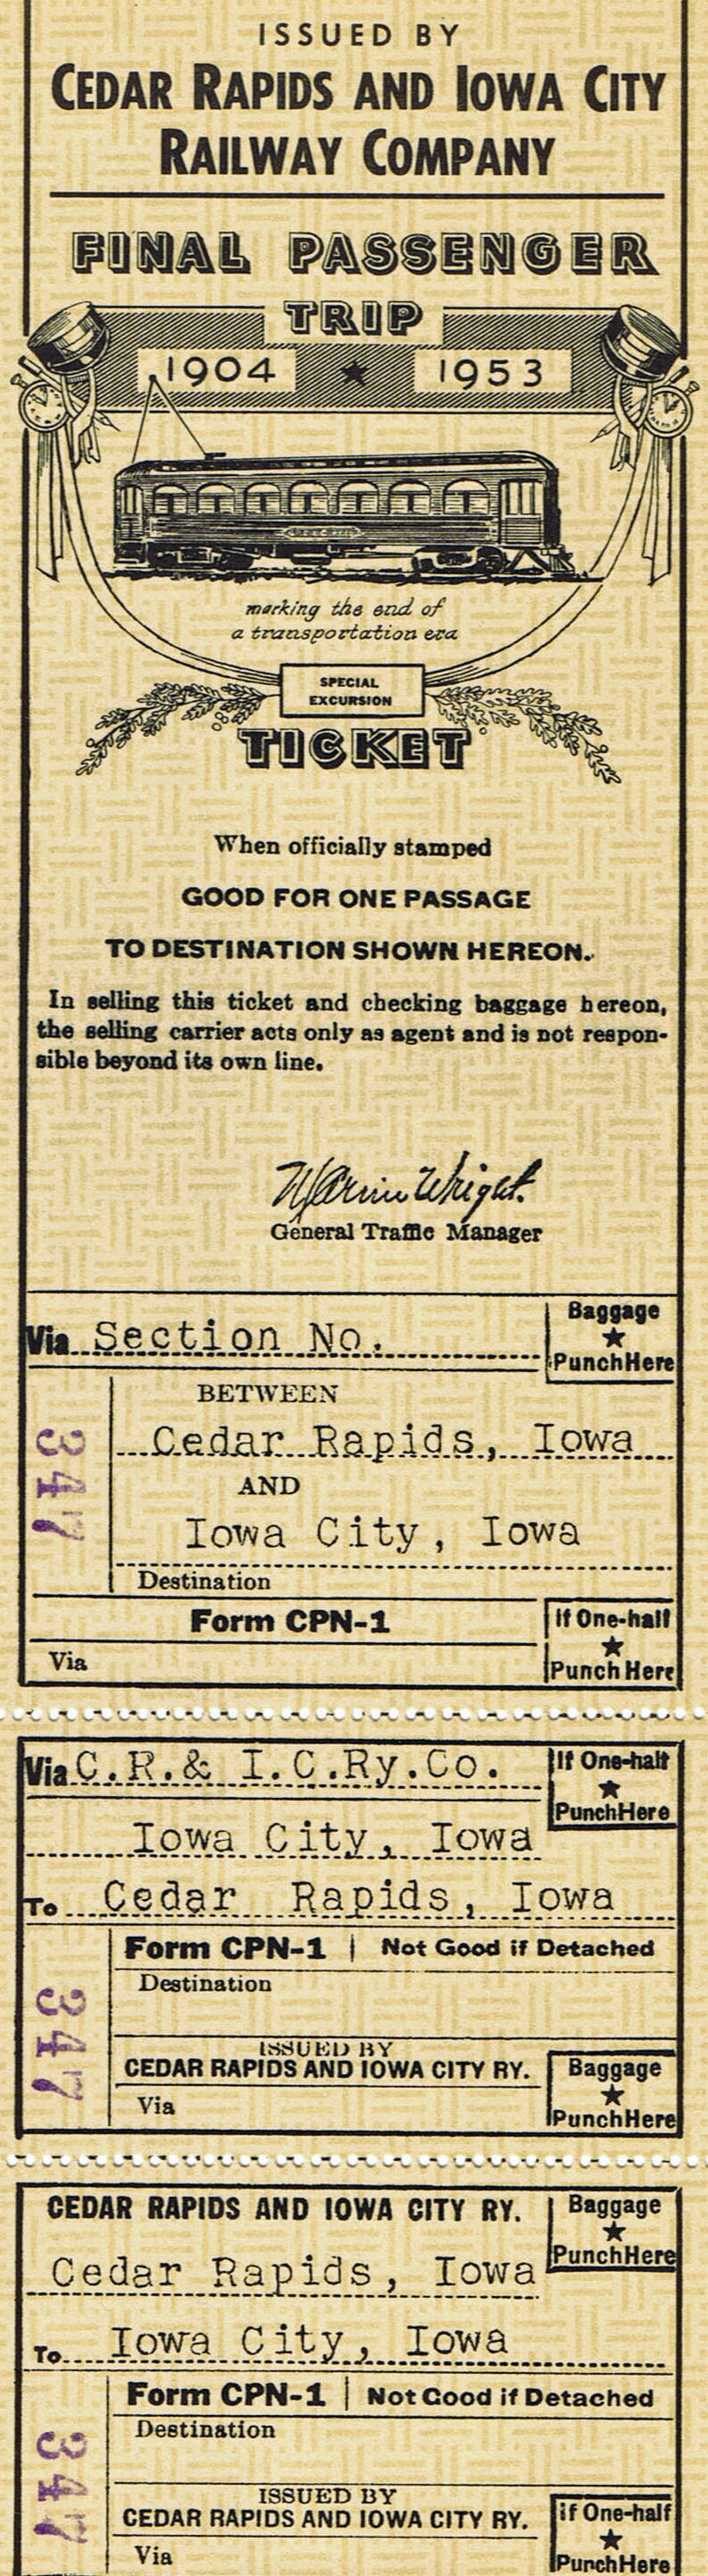 ISSUED BY
CEDAR RAPIDS AND IOWA CITY
RAILWAY COMPANY
FINAL PASSENGER
TRIP
1904 ★ 1953
marking the end of
a transportation era
SPECIAL
EXCURSION
TICKET
When officially stamped
GOOD FOR ONE PASSAGE
TO DESTINATION SHOWN HEREON.
In selling this ticket and checking baggage hereon,
the selling carrier acts only as agent and is not respon-
sible beyond its own line.
Wright.
General Traffic Manager
Via Section No.
Baggage
★
Punch Here
BETWEEN
Cedar Rapids, Iowa
AND
Iowa City, Iowa
Destination
347
Form CPN-1
Via
If One-half
★
Punch Here
Via C.R.& I.C.Ry.Co.
If One-half
★
Punch Here
Iowa City, Iowa
To Cedar Rapids, Iowa
Form CPN-1 | Not Good if Detached
Destination
347
ISSUED BY
CEDAR RAPIDS AND IOWA CITY RY.
Via
Baggage
★
Punch Here
CEDAR RAPIDS AND IOWA CITY RY.
Baggage
★
Punch Here
Cedar Rapids, Iowa
To Iowa City, Iowa
Form CPN-1 | Not Good if Detached
Destination
347
ISSUED BY
CEDAR RAPIDS AND IOWA CITY RY.
Via
if One-half
★
Punch Here